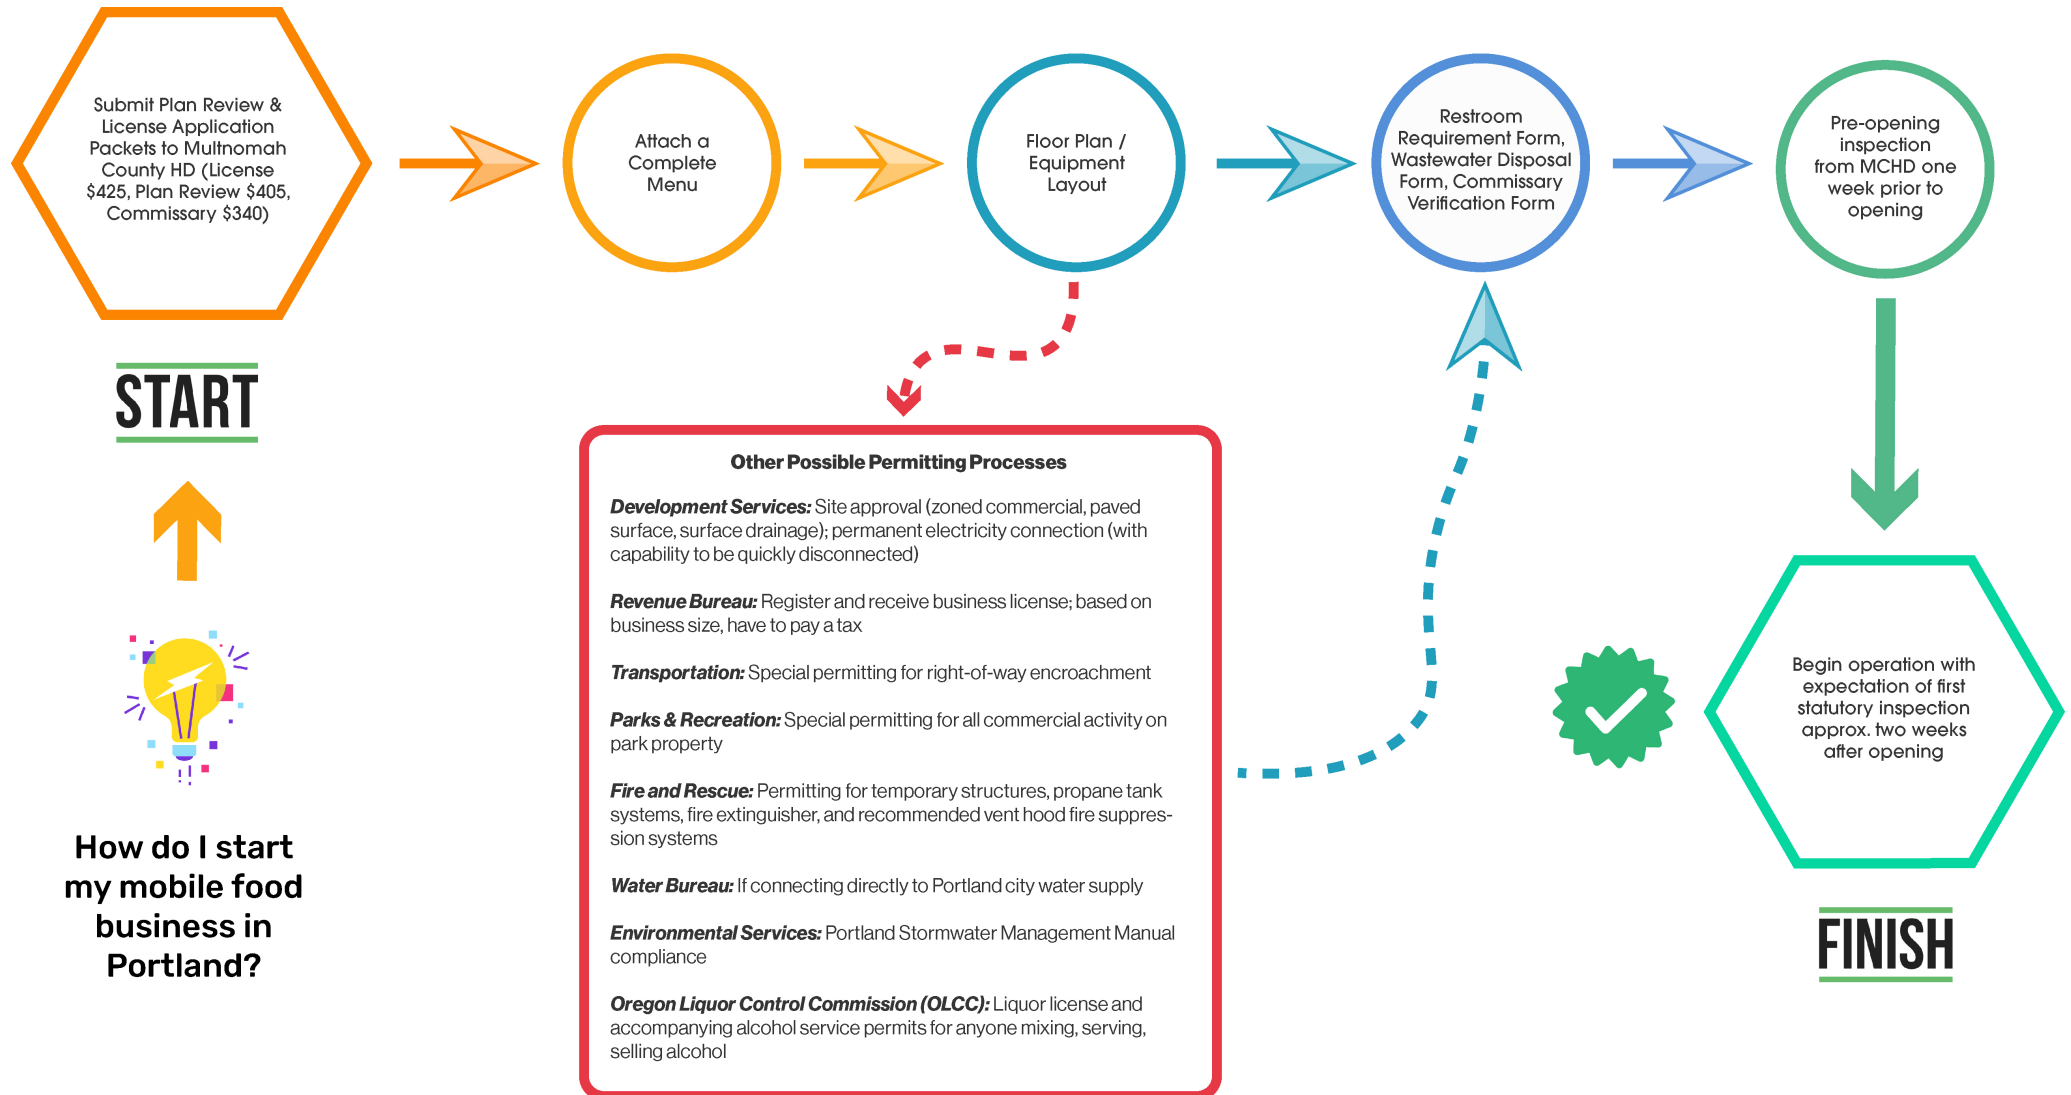 Submit Plan Review &
License Application
Packets to Multnomah
County HD (License
$425, Plan Review $405,
Commissary $340)
Attach a
Complete
Menu
Floor Plan /
Equipment
Layout
Restroom
Requirement Form,
Wastewater Disposal
Form, Commissary
Verification Form
Pre-opening
inspection
from MCHD one
week prior to
opening
START
How do I start
my mobile food
business in
Portland?
Other Possible Permitting Processes
Development Services: Site approval (zoned commercial, paved
surface, surface drainage); permanent electricity connection (with
capability to be quickly disconnected)
Revenue Bureau: Register and receive business license; based on
business size, have to pay a tax
Transportation: Special permitting for right-of-way encroachment
Parks & Recreation: Special permitting for all commercial activity on
park property
Fire and Rescue: Permitting for temporary structures, propane tank
systems, fire extinguisher, and recommended vent hood fire suppres-
sion systems
Water Bureau: If connecting directly to Portland city water supply
Environmental Services: Portland Stormwater Management Manual
compliance
Oregon Liquor Control Commission (OLCC): Liquor license and
accompanying alcohol service permits for anyone mixing, serving,
selling alcohol
Begin operation with
expectation of first
statutory inspection
approx. two weeks
after opening
FINISH